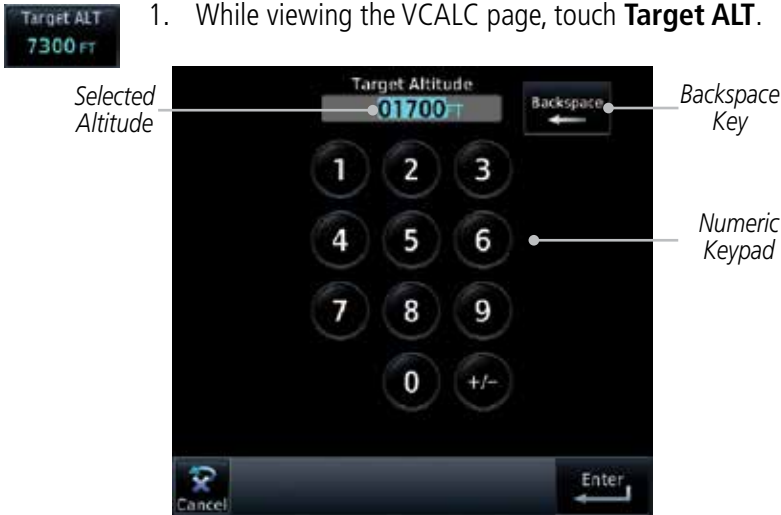 Target ALT
7300 FT
1. While viewing the VCALC page, touch Target ALT.
Selected
Altitude
Target Altitude
01700FT
Backspace
Backspace
Key
1 2 3
4 5 6
Numeric
Keypad
7 8 9
0 +/-
Cancel
Enter